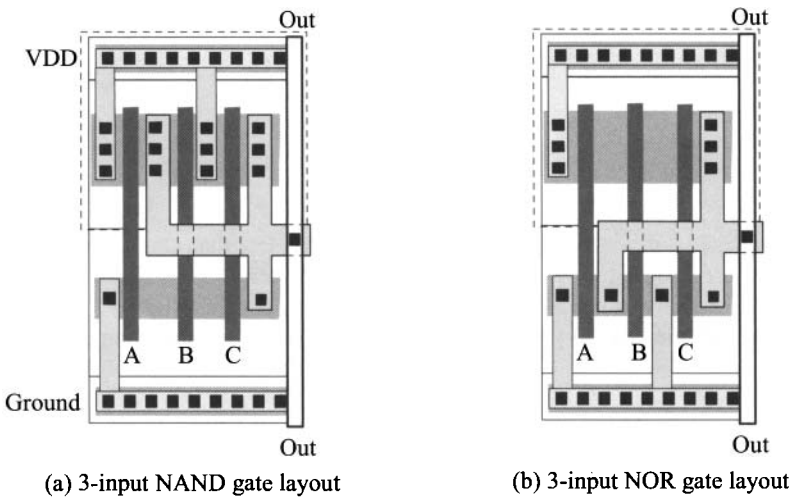 Out
VDD
A B C
Ground
Out
(a) 3-input NAND gate layout
Out
A B C
Out
(b) 3-input NOR gate layout